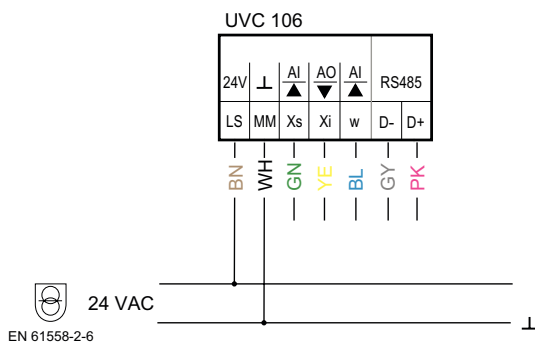 UVC 106
24V ⊥ AI AO AI RS485
LS MM Xs Xi w D- D+
BN WH GN YE BL GY PK
24 VAC
⊥
EN 61558-2-6